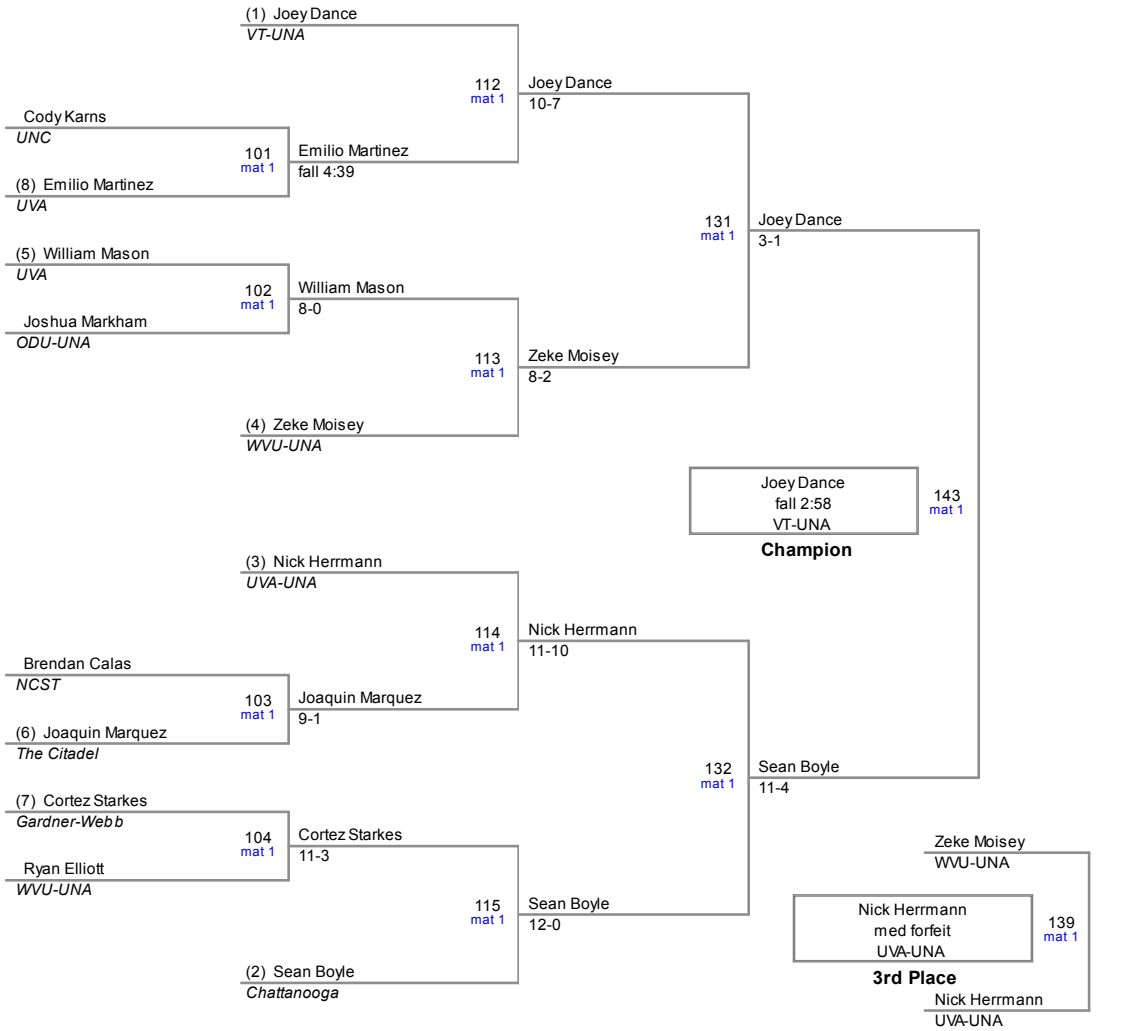 (1) Joey Dance
VT-UNA
112
mat 1
Joey Dance
10-7
Cody Karns
UNC
101
mat 1
Emilio Martinez
fall 4:39
(8) Emilio Martinez
UVA
131
mat 1
Joey Dance
3-1
(5) William Mason
UVA
102
mat 1
William Mason
8-0
Joshua Markham
ODU-UNA
113
mat 1
Zeke Moisey
8-2
(4) Zeke Moisey
WVU-UNA
Joey Dance
fall 2:58
VT-UNA
Champion
143
mat 1
(3) Nick Herrmann
UVA-UNA
114
mat 1
Nick Herrmann
11-10
Brendan Calas
NCST
103
mat 1
Joaquin Marquez
9-1
(6) Joaquin Marquez
The Citadel
132
mat 1
Sean Boyle
11-4
(7) Cortez Starkes
Gardner-Webb
104
mat 1
Cortez Starkes
11-3
Ryan Elliott
WVU-UNA
115
mat 1
Sean Boyle
12-0
(2) Sean Boyle
Chattanooga
Zeke Moisey
WVU-UNA
Nick Herrmann
med forfeit
UVA-UNA
3rd Place
139
mat 1
Nick Herrmann
UVA-UNA